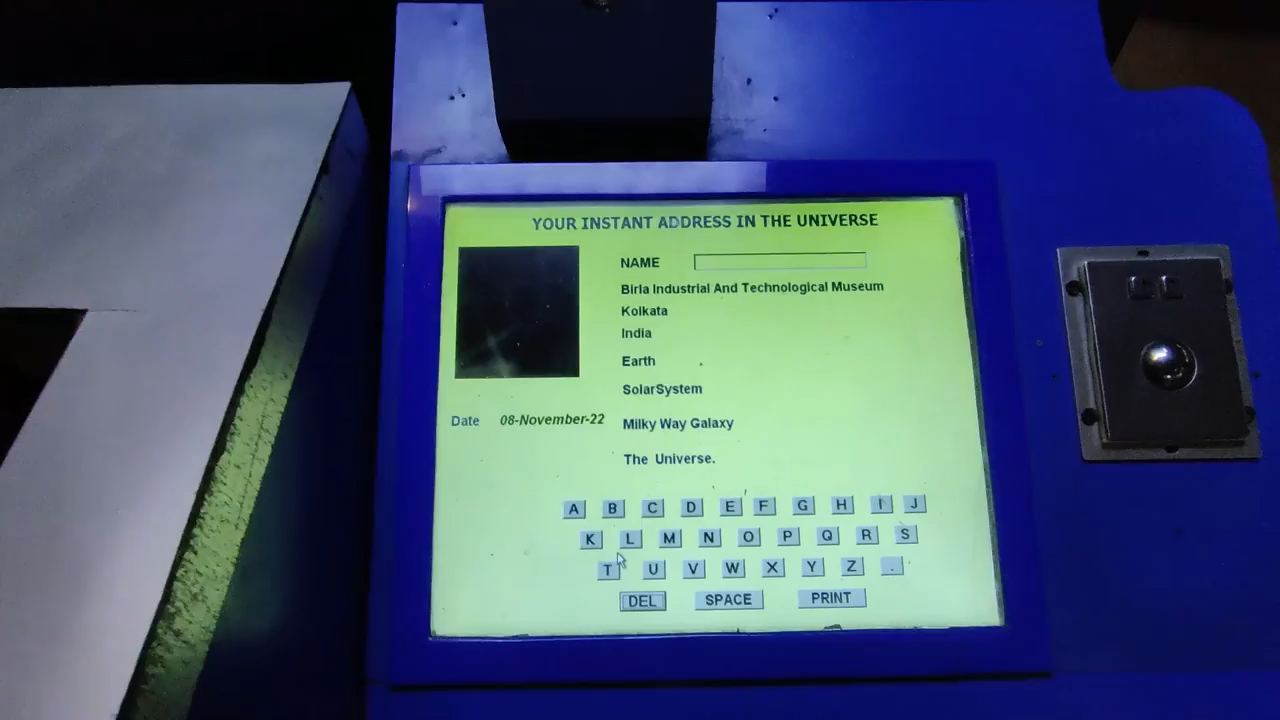 YOUR INSTANT ADDRESS IN THE UNIVERSE
NAME
Birla Industrial And Technological Museum
Kolkata
India
Earth
SolarSystem
Date 08-November-22
Milky Way Galaxy
The Universe.
A B C D E F G H I J
K L M N O P Q R S
T U V W X Y Z .
DEL SPACE PRINT